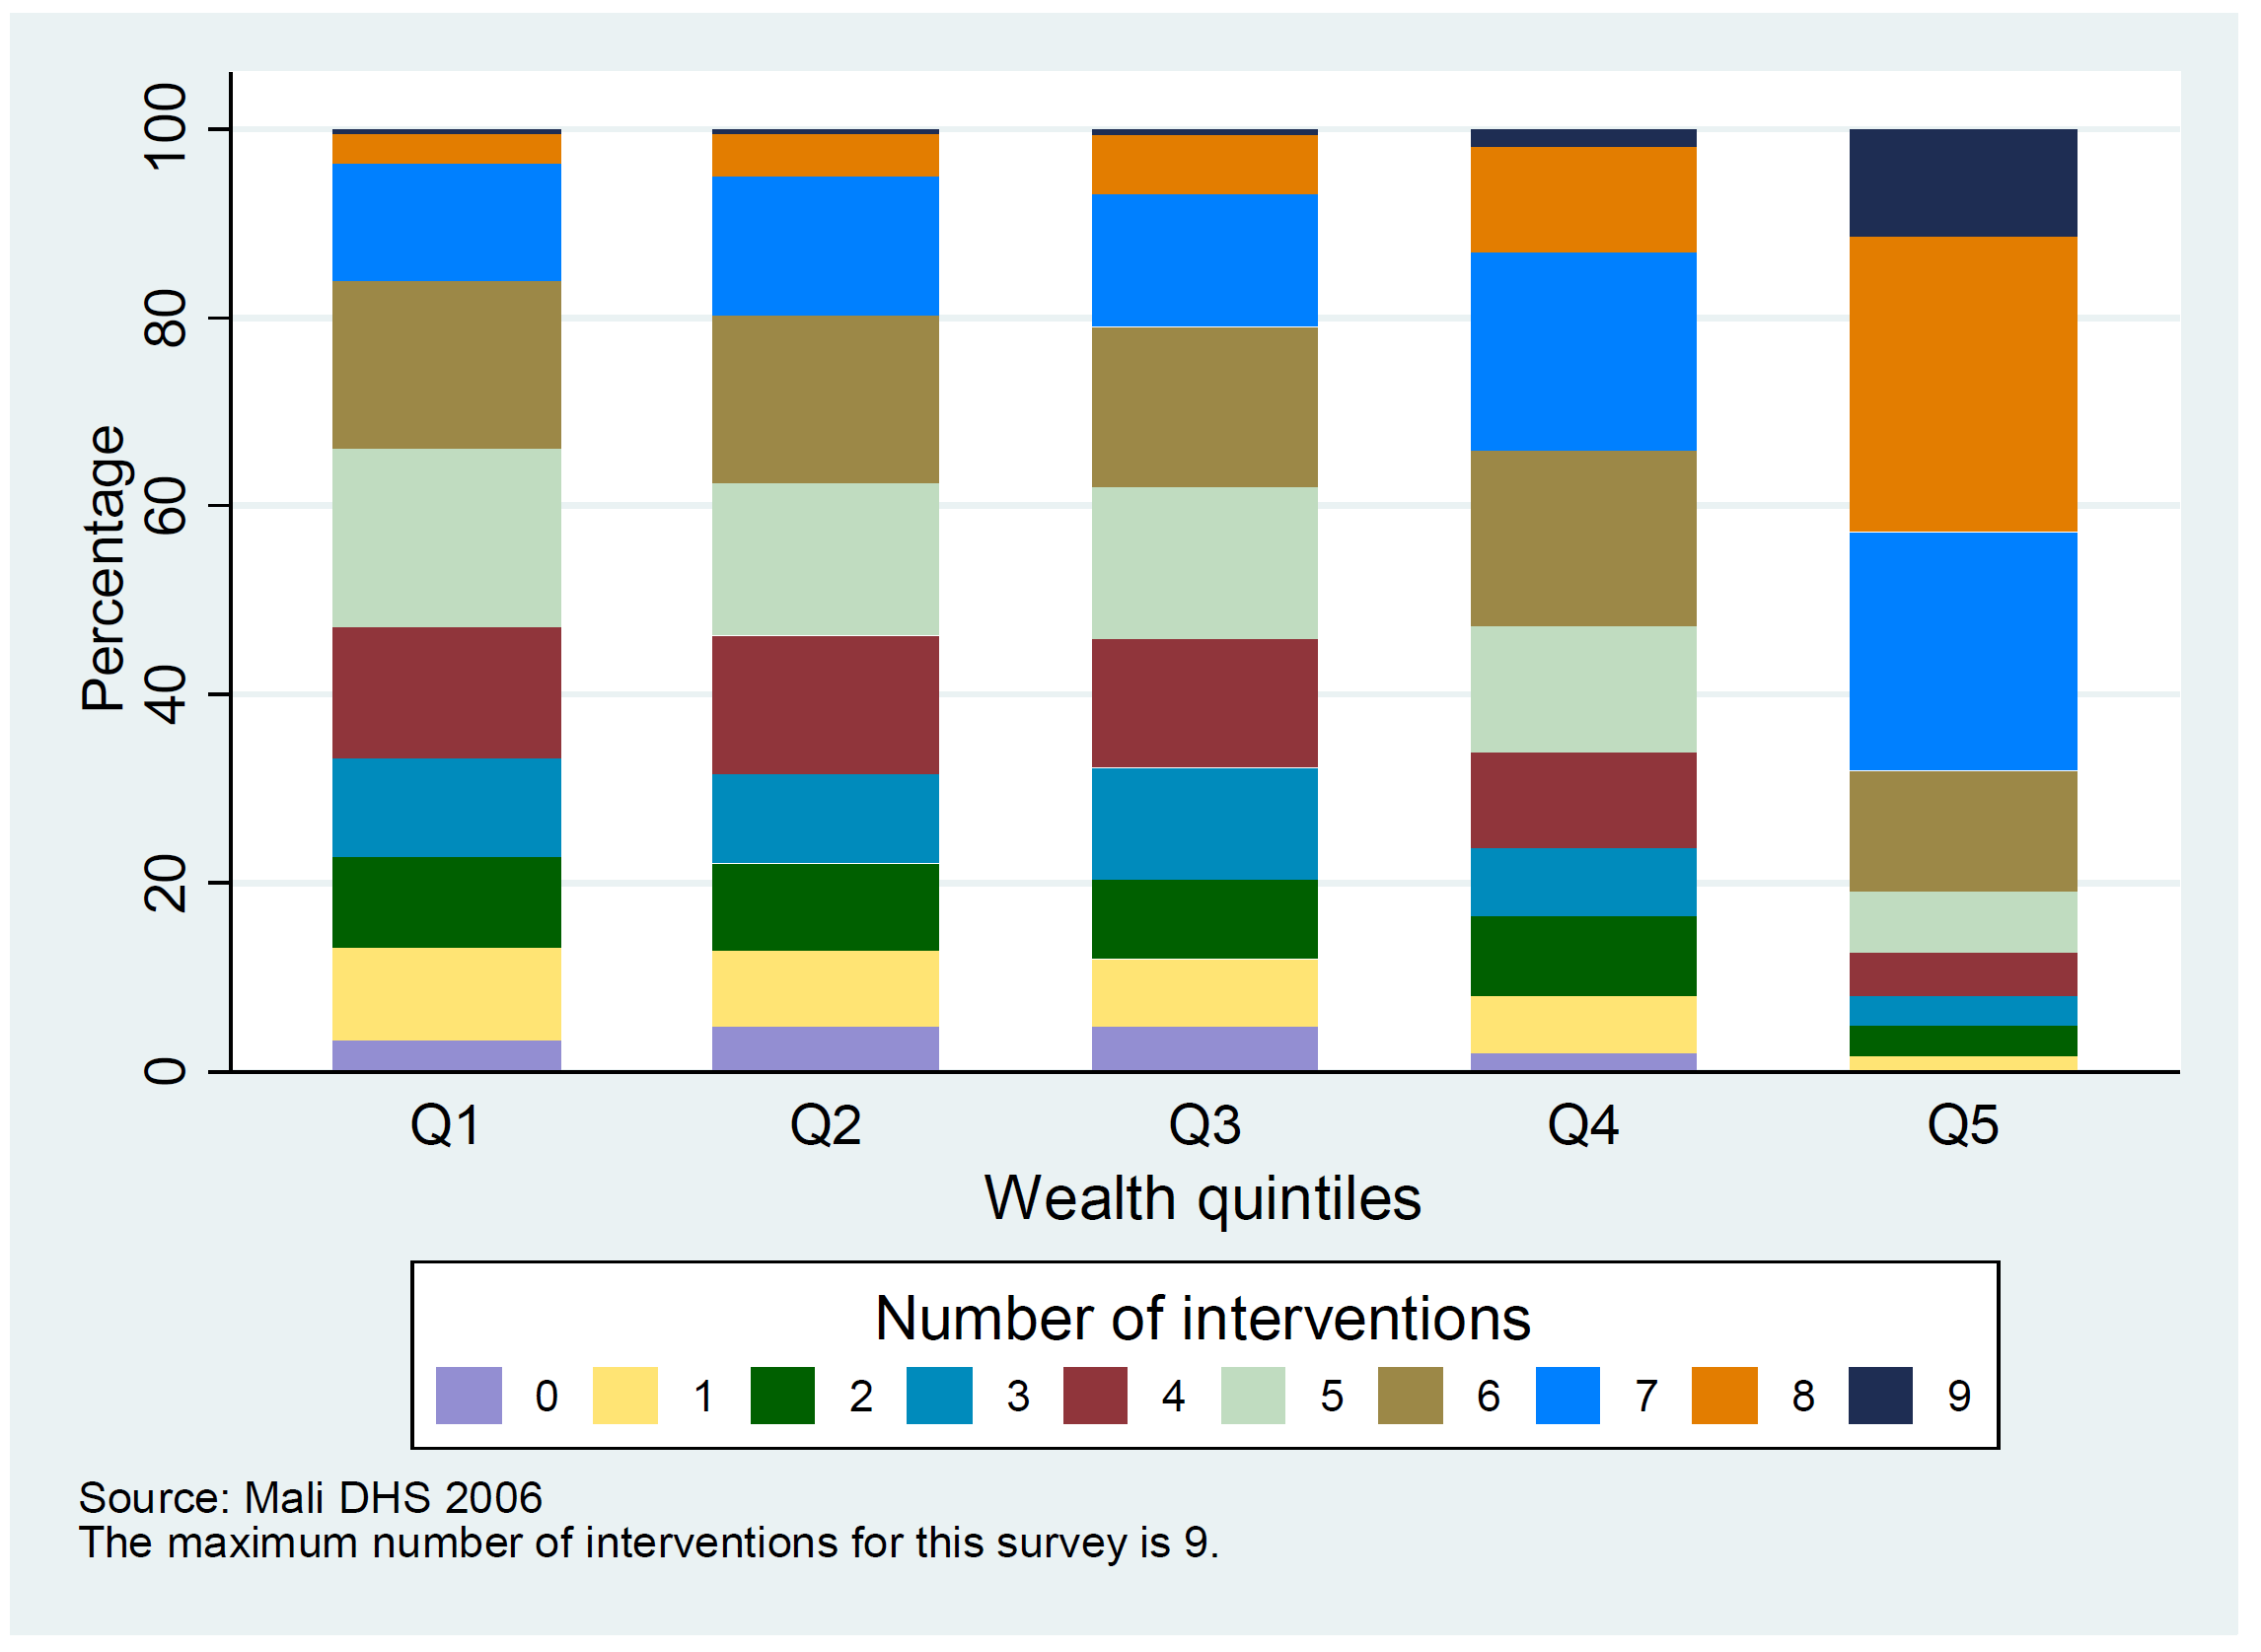 100
80
60
40
20
0
Percentage
Q1 Q2 Q3 Q4 Q5
Wealth quintiles
Number of interventions
0 1 2 3 4 5 6 7 8 9
Source: Mali DHS 2006
The maximum number of interventions for this survey is 9.